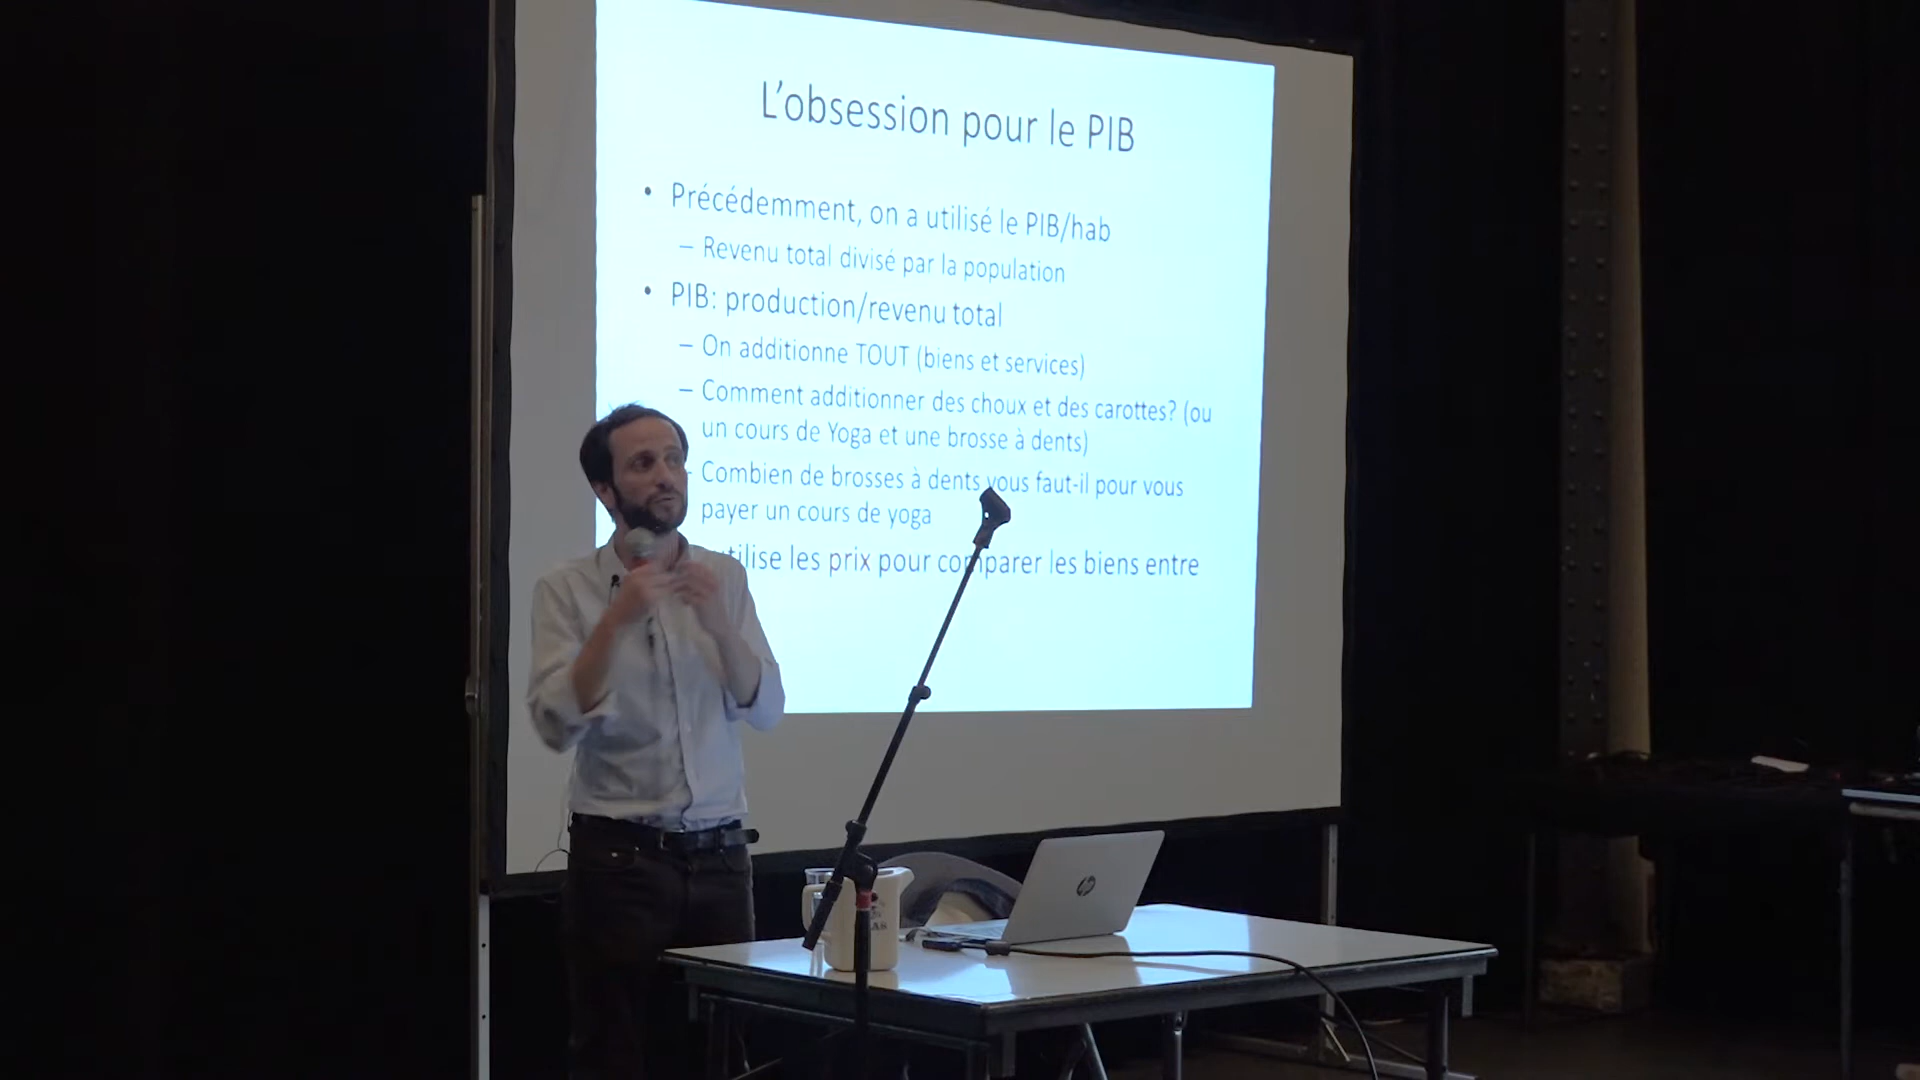 L'obsession pour le PIB
• Précédemment, on a utilisé le PIB/hab
– Revenu total divisé par la population
• PIB: production/revenu total
– On additionne TOUT (biens et services)
– Comment additionner des choux et des carottes? (ou
un cours de Yoga et une brosse à dents)
- Combien de brosses à dents vous faut-il pour vous
payer un cours de yoga
les prix pour comparer les biens entre
hp